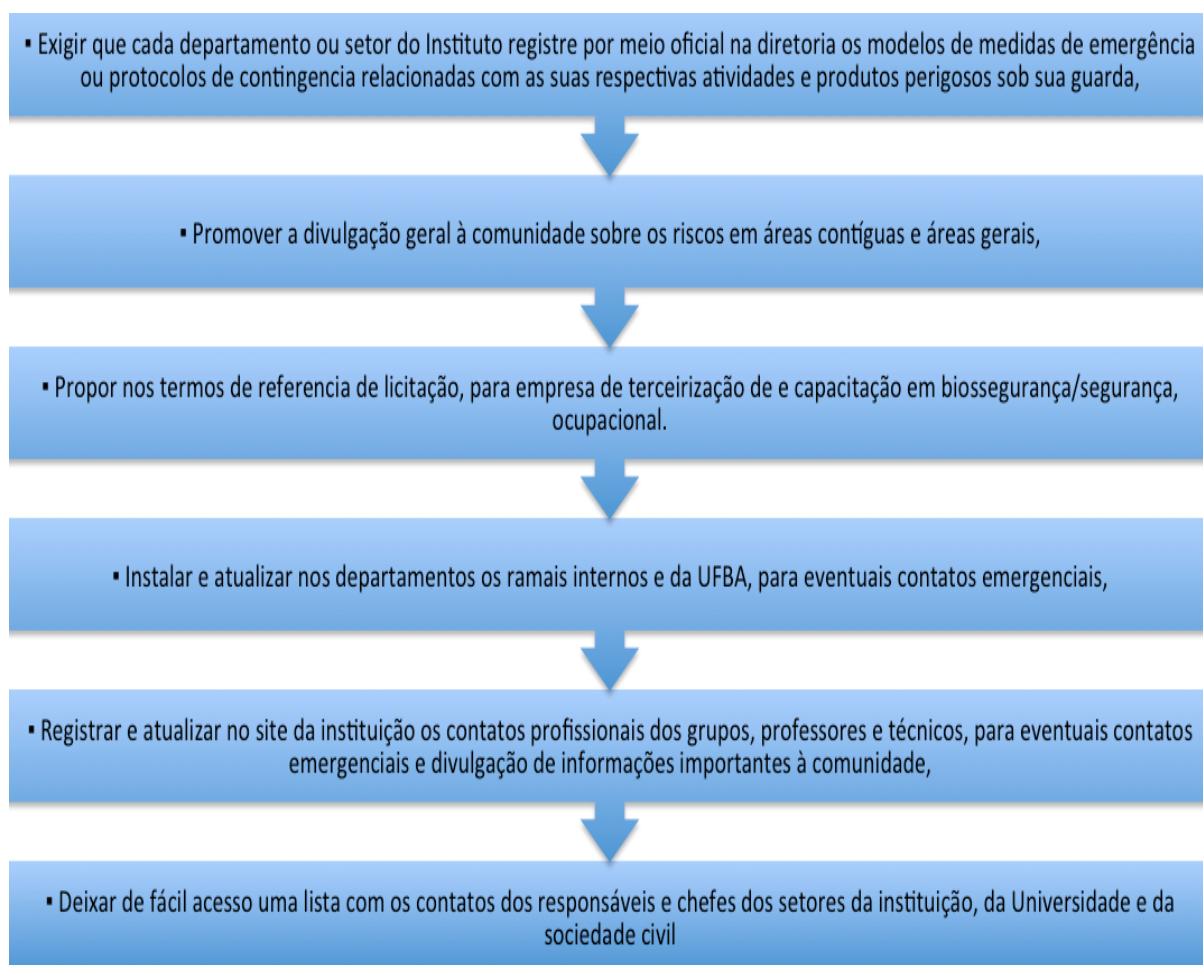 ▪ Exigir que cada departamento ou setor do Instituto registre por meio oficial na diretoria os modelos de medidas de emergência
ou protocolos de contingencia relacionadas com as suas respectivas atividades e produtos perigosos sob sua guarda,
▪ Promover a divulgação geral à comunidade sobre os riscos em áreas contíguas e áreas gerais,
▪ Propor nos termos de referencia de licitação, para empresa de terceirização de e capacitação em biossegurança/segurança,
ocupacional.
▪ Instalar e atualizar nos departamentos os ramais internos e da UFBA, para eventuais contatos emergenciais,
▪ Registrar e atualizar no site da instituição os contatos profissionais dos grupos, professores e técnicos, para eventuais contatos
emergenciais e divulgação de informações importantes à comunidade,
▪ Deixar de fácil acesso uma lista com os contatos dos responsáveis e chefes dos setores da instituição, da Universidade e da
sociedade civil